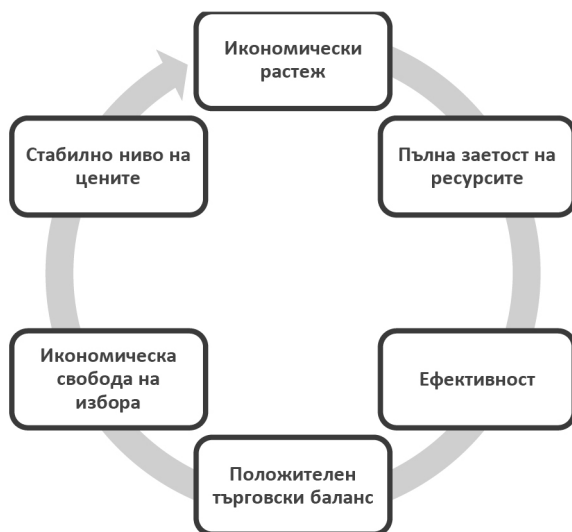 Икономически
растеж
Пълна заетост на
ресурсите
Ефективност
Положителен
търговски баланс
Икономическа
свобода на
избора
Стабилно ниво на
цените